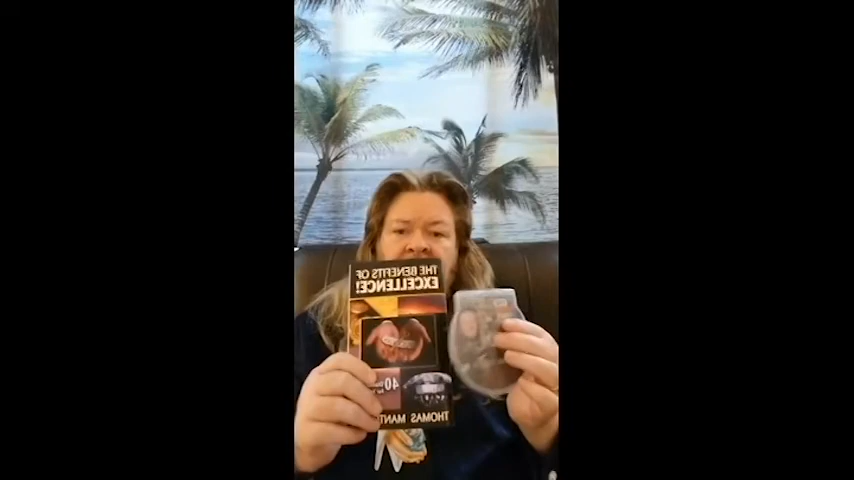 THE BENEFITS OF
EXCELLENCE!
40
THOMAS MANT